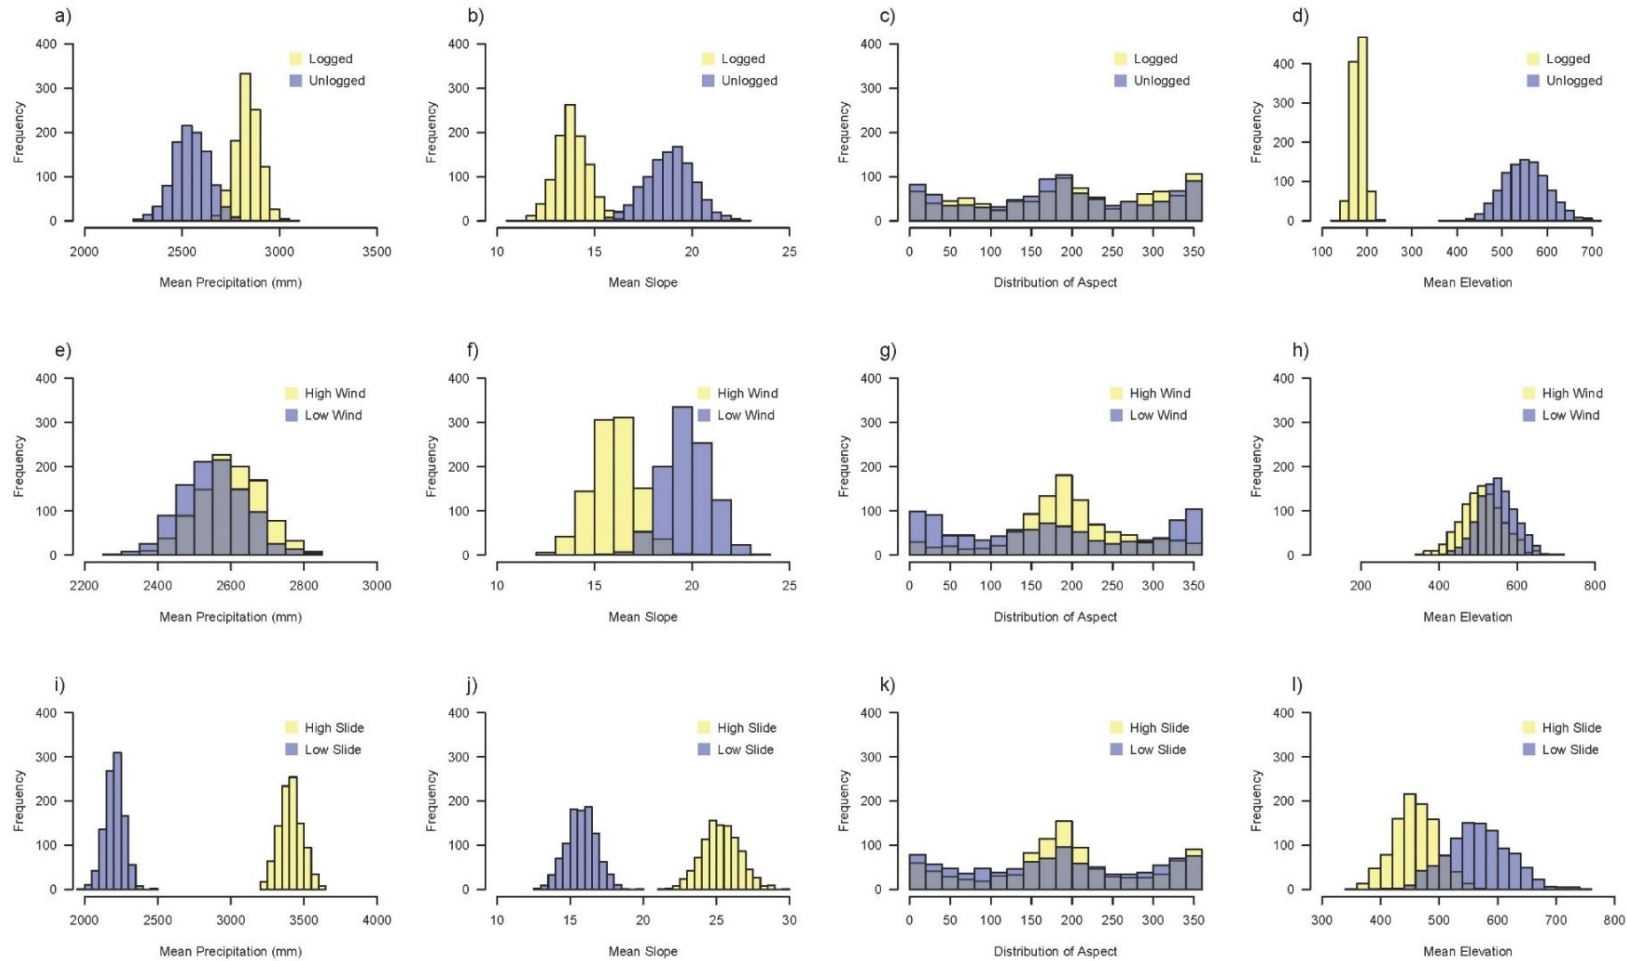 a)
400
300
200
100
0
Frequency
Logged
Unlogged
2000 2500 3000 3500
Mean Precipitation (mm)
b)
400
300
200
100
0
Frequency
Logged
Unlogged
10 15 20 25
Mean Slope
c)
400
300
200
100
0
Frequency
Logged
Unlogged
0 50 100 150 200 250 300 350
Distribution of Aspect
d)
400
300
200
100
0
Frequency
Logged
Unlogged
100 200 300 400 500 600 700
Mean Elevation
e)
400
300
200
100
0
Frequency
High Wind
Low Wind
2200 2400 2600 2800 3000
Mean Precipitation (mm)
f)
400
300
200
100
0
Frequency
High Wind
Low Wind
10 15 20 25
Mean Slope
g)
400
300
200
100
0
Frequency
High Wind
Low Wind
0 50 100 150 200 250 300 350
Distribution of Aspect
h)
400
300
200
100
0
Frequency
High Wind
Low Wind
200 400 600 800
Mean Elevation
i)
400
300
200
100
0
Frequency
High Slide
Low Slide
2000 2500 3000 3500 4000
Mean Precipitation (mm)
j)
400
300
200
100
0
Frequency
High Slide
Low Slide
10 15 20 25 30
Mean Slope
k)
400
300
200
100
0
Frequency
High Slide
Low Slide
0 50 100 150 200 250 300 350
Distribution of Aspect
l)
400
300
200
100
0
Frequency
High Slide
Low Slide
300 400 500 600 700 800
Mean Elevation